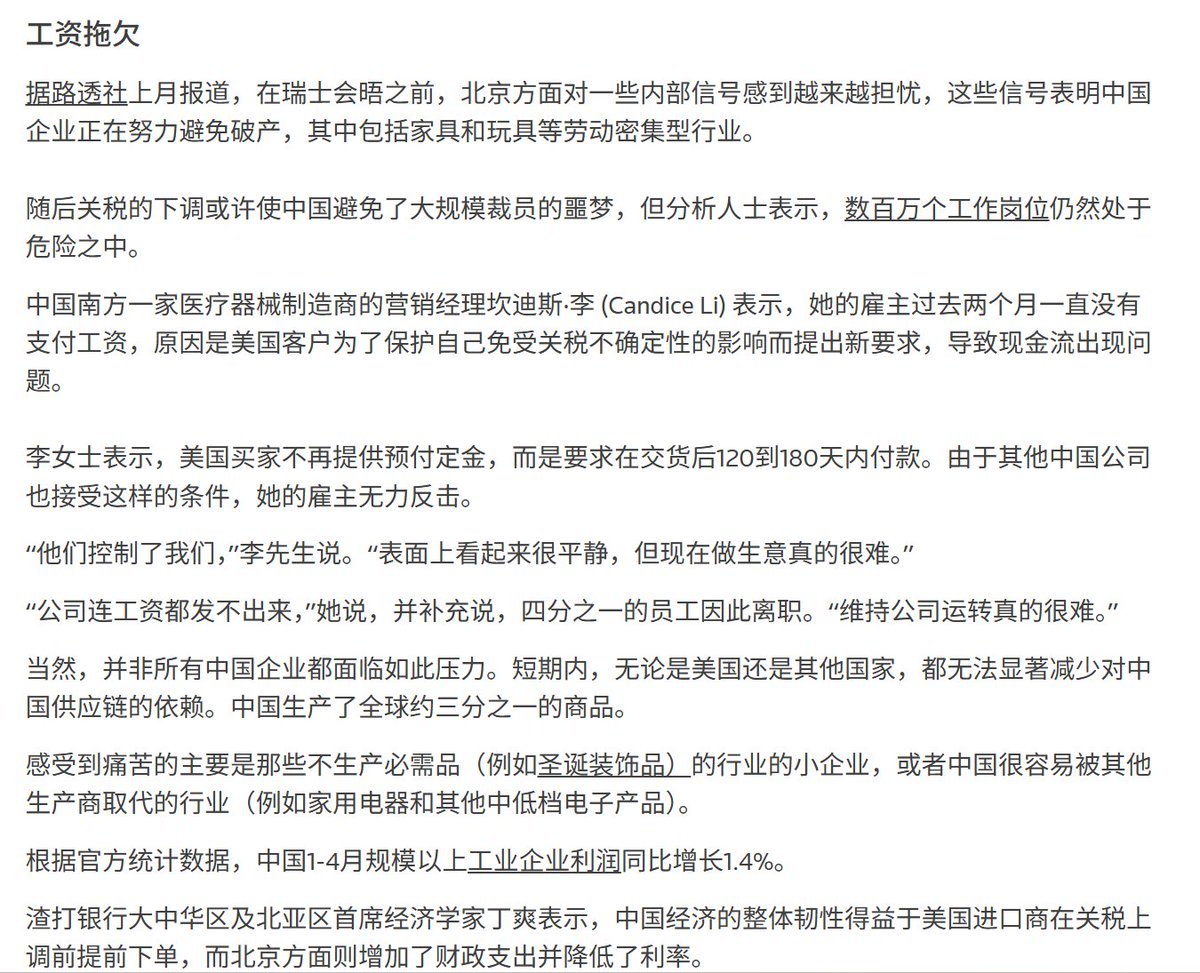 工资拖欠
据路透社上月报道，在瑞士会晤之前，北京方面对一些内部信号感到越来越担忧，这些信号表明中国
企业正在努力避免破产，其中包括家具和玩具等劳动密集型行业。
随后关税的下调或许使中国避免了大规模裁员的噩梦，但分析人士表示，数百万个工作岗位仍然处于
危险之中。
中国南方一家医疗器械制造商的营销经理坎迪斯·李 (Candice Li) 表示，她的雇主过去两个月一直没有
支付工资，原因是美国客户为了保护自己免受关税不确定性的影响而提出新要求，导致现金流出现问
题。
李女士表示，美国买家不再提供预付定金，而是要求在交货后120到180天内付款。由于其他中国公司
也接受这样的条件，她的雇主无力反击。
“他们控制了我们，”李先生说。“表面上看起来很平静，但现在做生意真的很难。”
“公司连工资都发不出来，”她说，并补充说，四分之一的员工因此离职。“维持公司运转真的很难。”
当然，并非所有中国企业都面临如此压力。短期内，无论是美国还是其他国家，都无法显著减少对中
国供应链的依赖。中国生产了全球约三分之一的商品。
感受到痛苦的主要是那些不生产必需品（例如圣诞装饰品）的行业的小企业，或者中国很容易被其他
生产商取代的行业（例如家用电器和其他中低档电子产品）。
根据官方统计数据，中国1-4月规模以上工业企业利润同比增长1.4%。
渣打银行大中华区及北亚区首席经济学家丁爽表示，中国经济的整体韧性得益于美国进口商在关税上
调前提前下单，而北京方面则增加了财政支出并降低了利率。